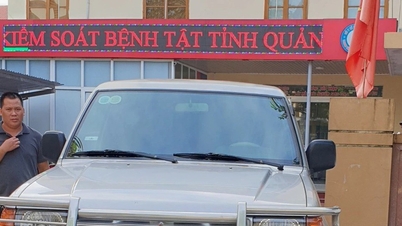 KIỂM SOÁT BỆNH TẬT TỈNH QUẢN